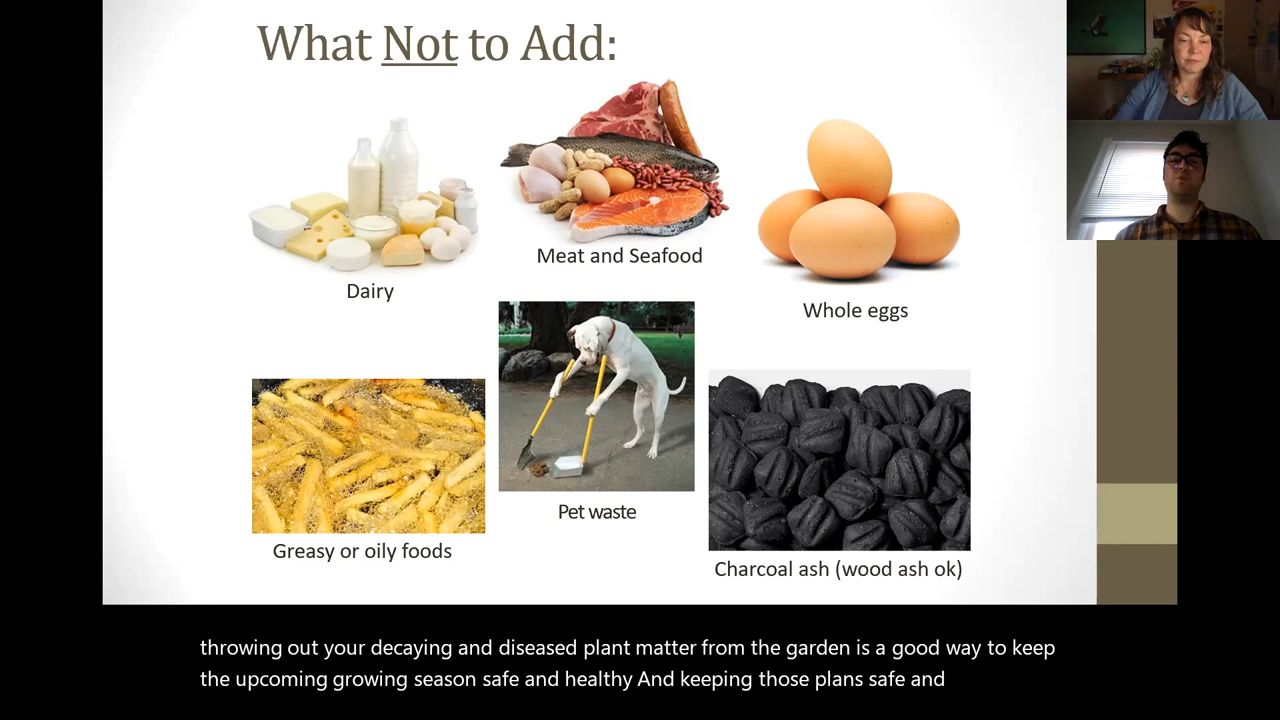 What Not to Add:
Dairy
Meat and Seafood
Whole eggs
Greasy or oily foods
Pet waste
Charcoal ash (wood ash ok)
throwing out your decaying and diseased plant matter from the garden is a good way to keep
the upcoming growing season safe and healthy And keeping those plans safe and